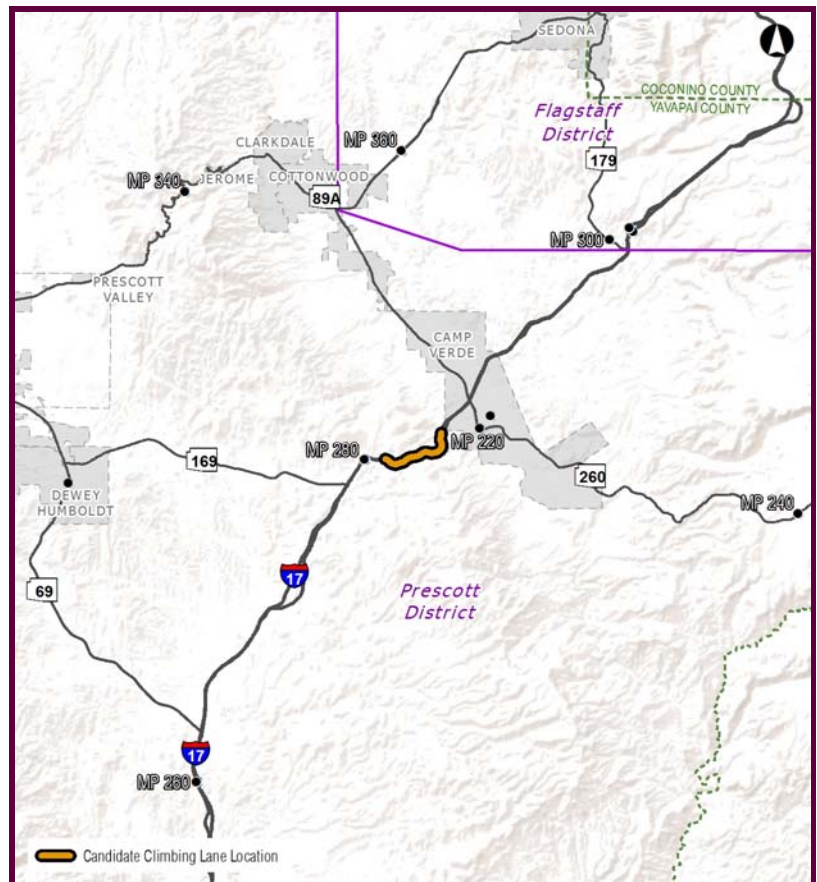 SEDONA
COCONINO COUNTY
YAVAPAI COUNTY
Flagstaff
District
CLARKDALE
MP 360
179
MP 340
JEROME
COTTONWOOD
89A
MP 300
PRESCOTT
VALLEY
CAMP
VERDE
MP 280
MP 220
169
260
DEWEY
HUMBOLDT
MP 240
17
69
Prescott
District
17
MP 260
Candidate Climbing Lane Location